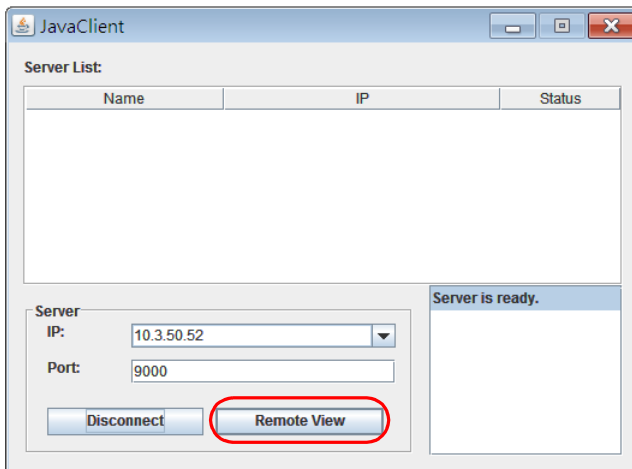 JavaClient
Server List:
Name IP Status
Server is ready.
Server
IP: 10.3.50.52
Port: 9000
Disconnect Remote View